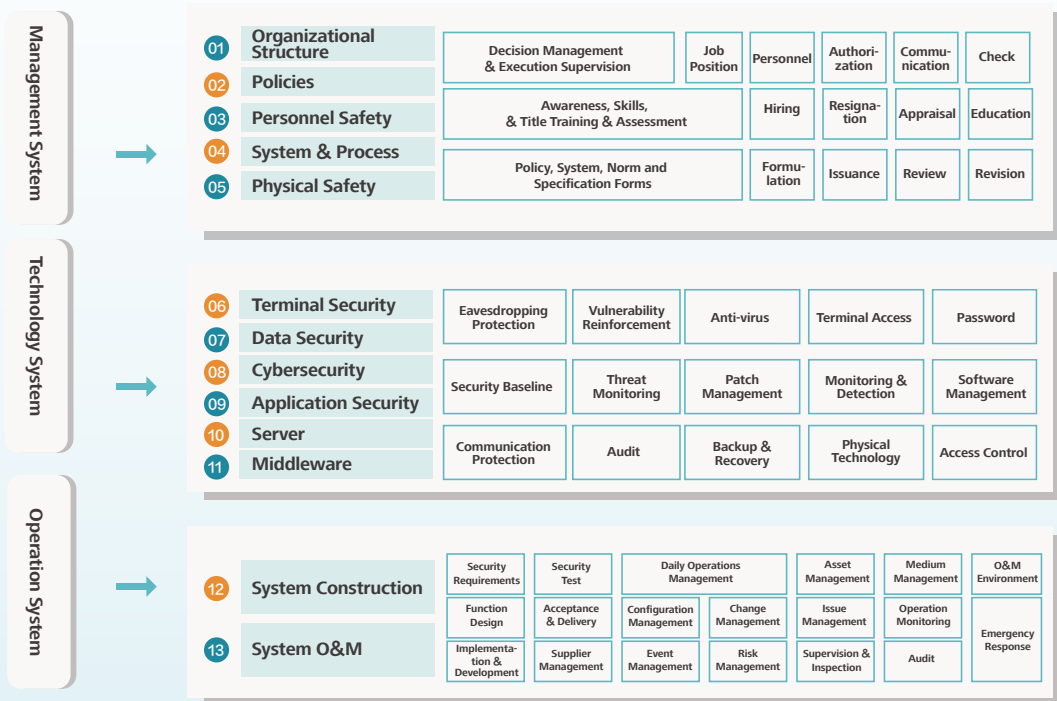 Management System
01
Organizational
Structure
02
Policies
03
Personnel Safety
04
System & Process
05
Physical Safety
Decision Management
& Execution Supervision
Job
Position
Personnel
Authori-
zation
Commu-
nication
Check
Awareness, Skills,
& Title Training & Assessment
Hiring
Resigna-
tion
Appraisal
Education
Policy, System, Norm and
Specification Forms
Formu-
lation
Issuance
Review
Revision
Technology System
06
Terminal Security
07
Data Security
08
Cybersecurity
09
Application Security
10
Server
11
Middleware
Eavesdropping
Protection
Vulnerability
Reinforcement
Anti-virus
Terminal Access
Password
Security Baseline
Threat
Monitoring
Patch
Management
Monitoring &
Detection
Software
Management
Communication
Protection
Audit
Backup &
Recovery
Physical
Technology
Access Control
Operation System
12
System Construction
13
System O&M
Security
Requirements
Security
Test
Daily Operations
Management
Asset
Management
Medium
Management
O&M
Environment
Function
Design
Acceptance
& Delivery
Configuration
Management
Change
Management
Issue
Management
Operation
Monitoring
Emergency
Response
Implementa-
tion &
Development
Supplier
Management
Event
Management
Risk
Management
Supervision &
Inspection
Audit